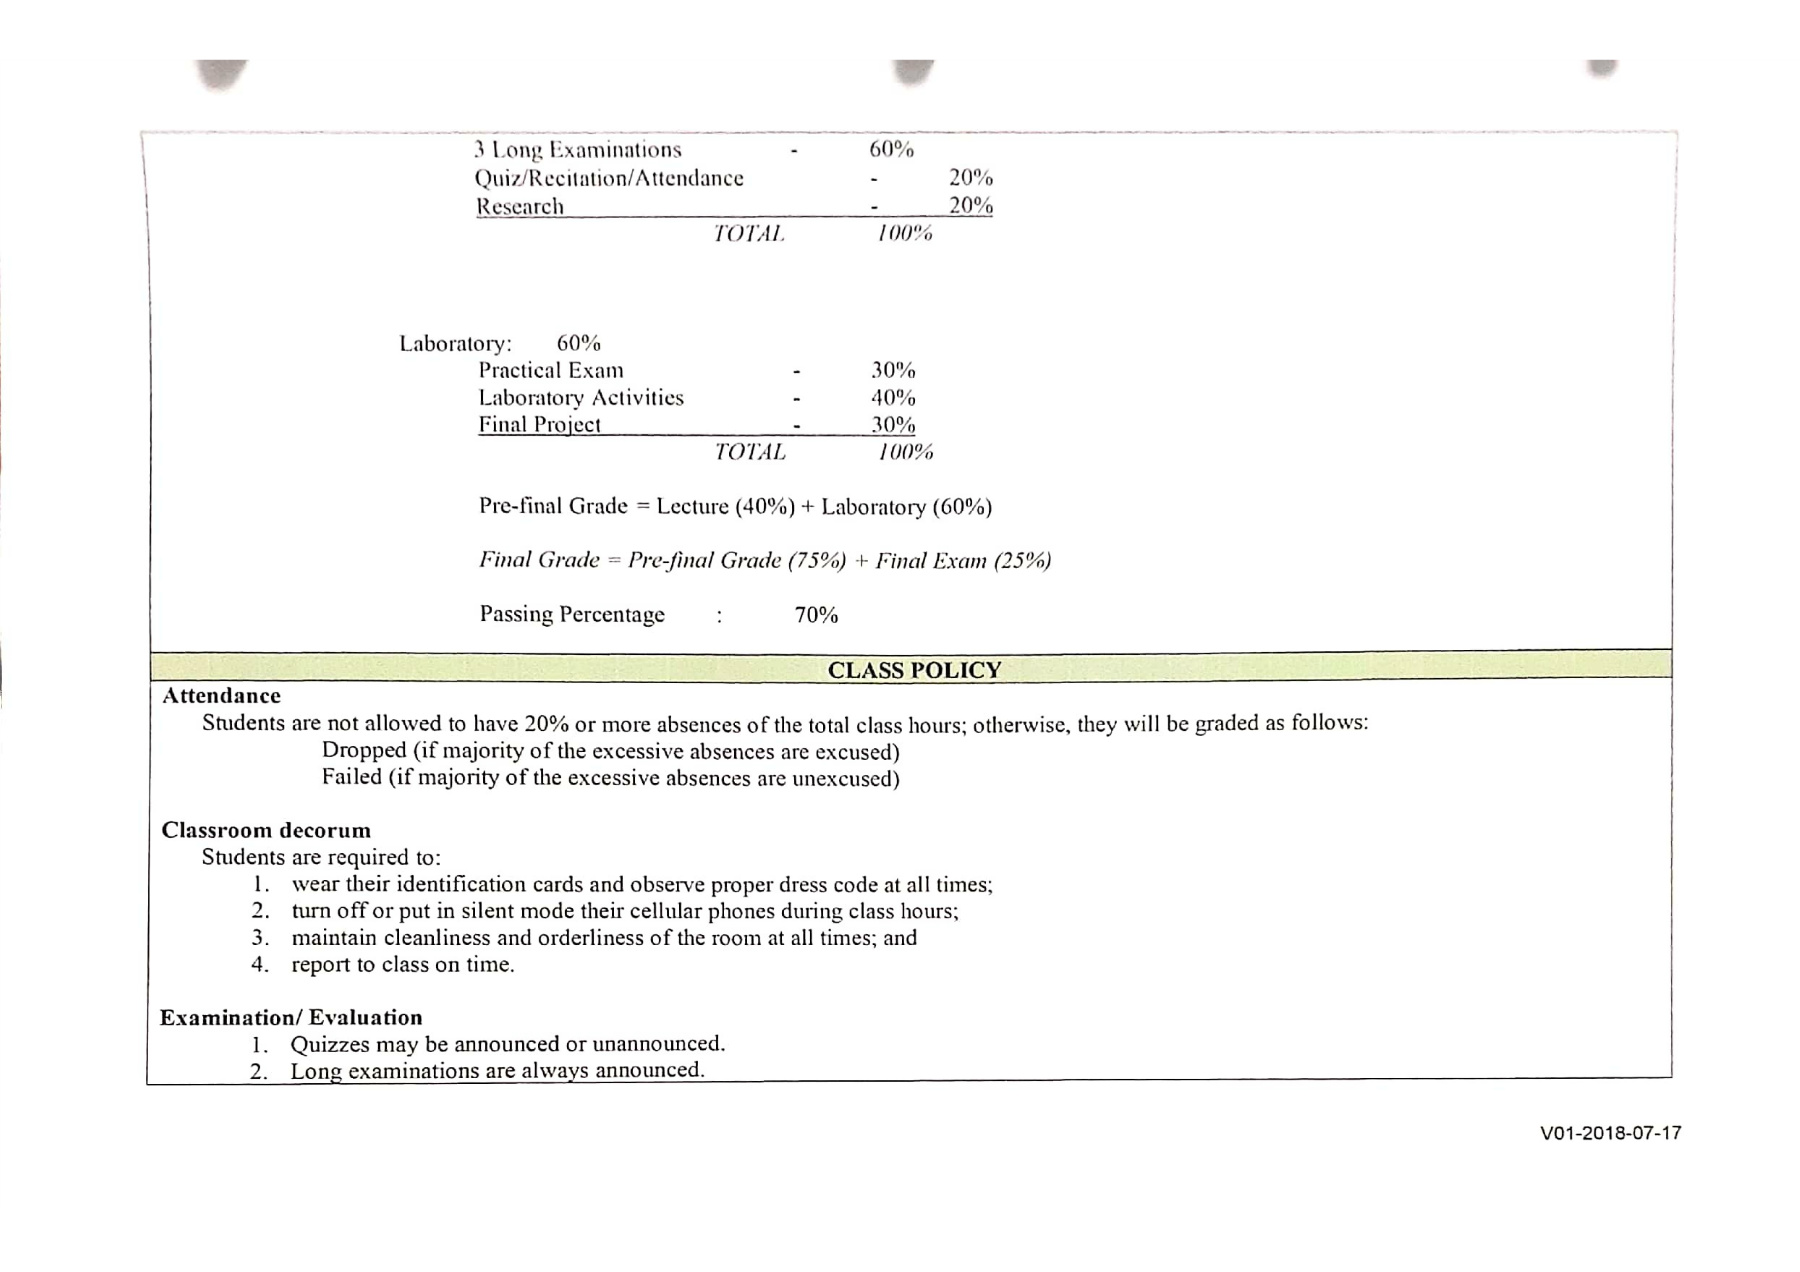 3 Long Examinations - 60%
Quiz/Recitation/Attendance - 20%
Research - 20%
TOTAL 100%
Laboratory: 60%
Practical Exam - 30%
Laboratory Activities - 40%
Final Project - 30%
TOTAL 100%
Pre-final Grade = Lecture (40%) + Laboratory (60%)
Final Grade = Pre-final Grade (75%) + Final Exam (25%)
Passing Percentage : 70%
CLASS POLICY
Attendance
Students are not allowed to have 20% or more absences of the total class hours; otherwise, they will be graded as follows:
Dropped (if majority of the excessive absences are excused)
Failed (if majority of the excessive absences are unexcused)
Classroom decorum
Students are required to:
1. wear their identification cards and observe proper dress code at all times;
2. turn off or put in silent mode their cellular phones during class hours;
3. maintain cleanliness and orderliness of the room at all times; and
4. report to class on time.
Examination/ Evaluation
1. Quizzes may be announced or unannounced.
2. Long examinations are always announced.
V01-2018-07-17